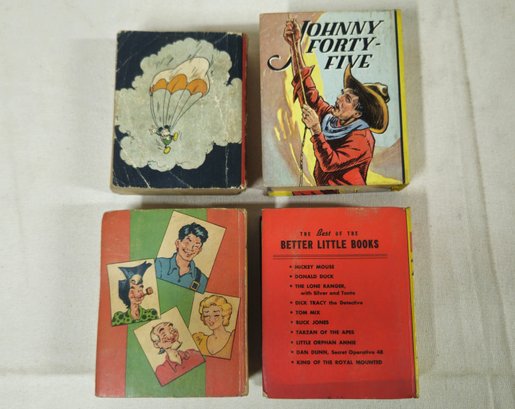 JOHNNY
FORTY-
FIVE
THE Best OF THE
BETTER LITTLE BOOKS
• MICKEY MOUSE
• DONALD DUCK
• THE LONE RANGER,
with Silver and Tonto
• DICK TRACY the Detective
• TOM MIX
• BUCK JONES
• TARZAN OF THE APES
• LITTLE ORPHAN ANNIE
• DAN DUNN, Secret Operative 48
• KING OF THE ROYAL MOUNTED